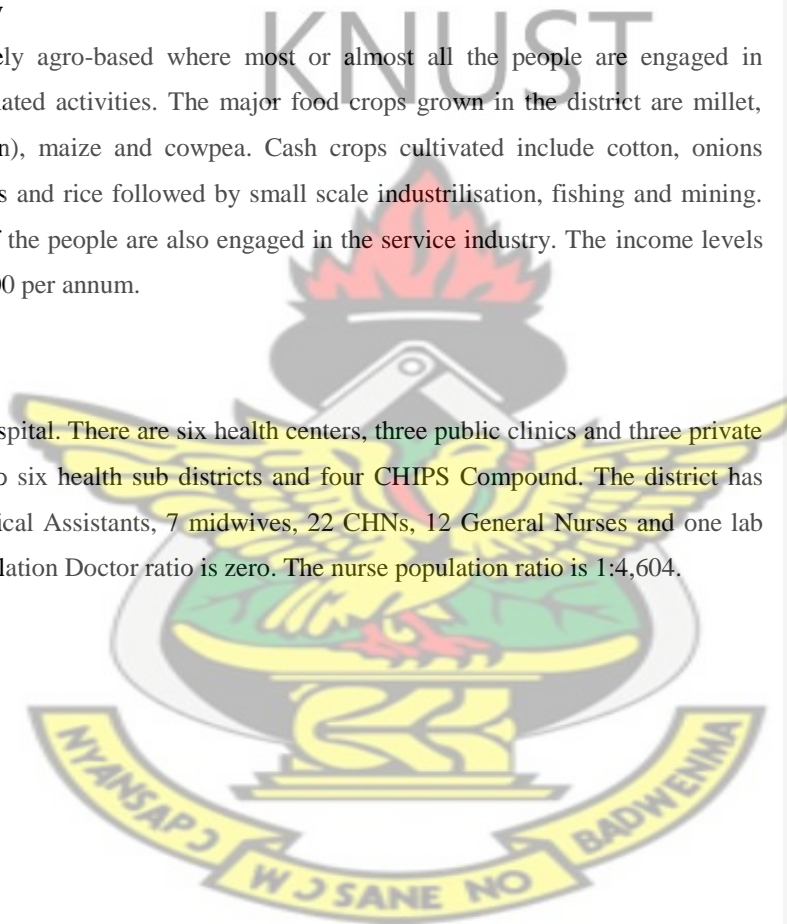 KNUST
ely agro-based where most or almost all the people are engaged in
lated activities. The major food crops grown in the district are millet,
n), maize and cowpea. Cash crops cultivated include cotton, onions
s and rice followed by small scale industrilisation, fishing and mining.
f the people are also engaged in the service industry. The income levels
00 per annum.
spital. There are six health centers, three public clinics and three private
o six health sub districts and four CHIPS Compound. The district has
ical Assistants, 7 midwives, 22 CHNs, 12 General Nurses and one lab
lation Doctor ratio is zero. The nurse population ratio is 1:4,604.
NYANSAPƆ WƆSANE NO BADWENMA